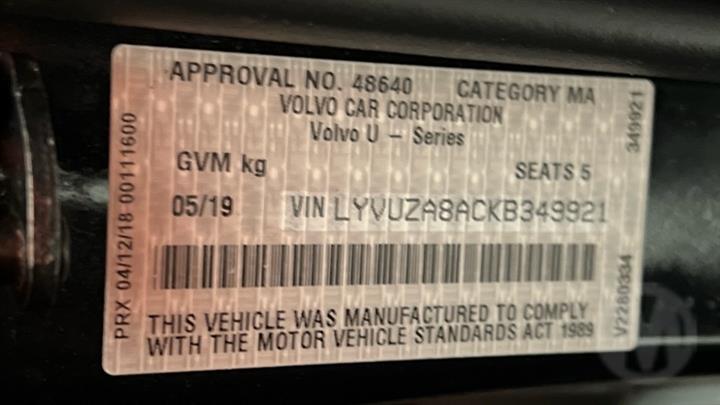 APPROVAL NO. 48640 CATEGORY MA
VOLVO CAR CORPORATION
Volvo U - Series
GVM kg SEATS 5
05/19 VIN LYVUZA8ACKB349921
THIS VEHICLE WAS MANUFACTURED TO COMPLY
WITH THE MOTOR VEHICLE STANDARDS ACT 1989
PRX 04/12/18 00111600
349921
V2280334